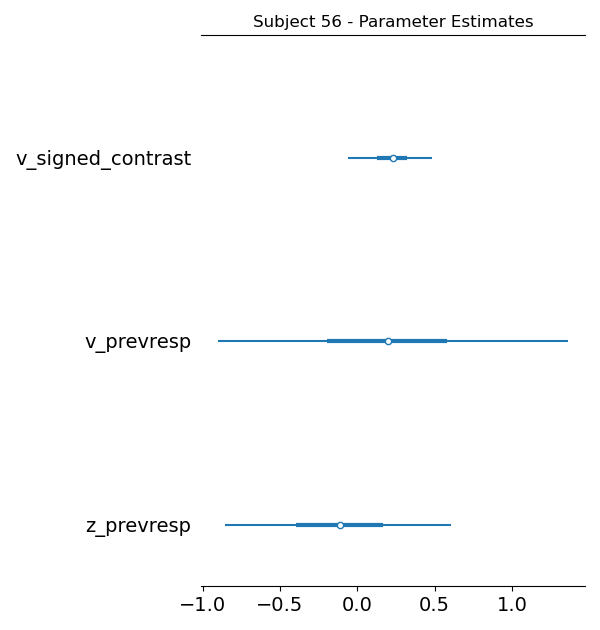 Subject 56 - Parameter Estimates
v_signed_contrast
v_prevresp
z_prevresp
−1.0 −0.5 0.0 0.5 1.0